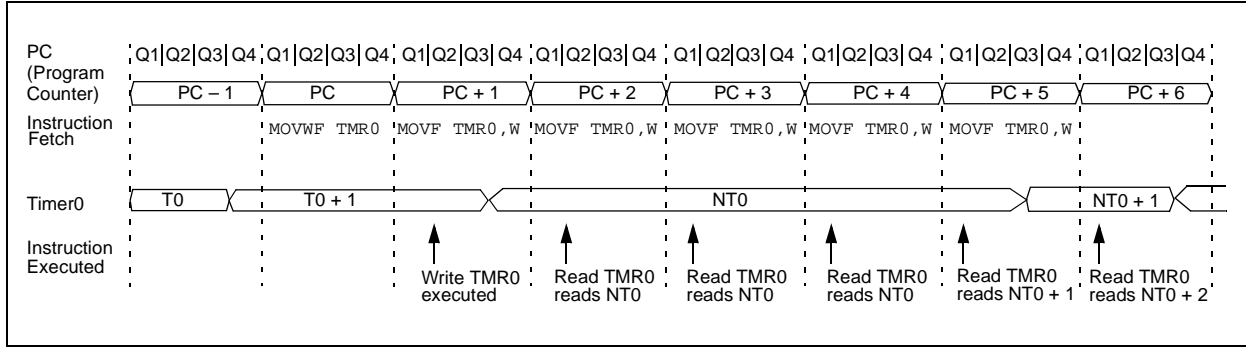 PC (Program Counter)
Q1 Q2 Q3 Q4 Q1 Q2 Q3 Q4 Q1 Q2 Q3 Q4 Q1 Q2 Q3 Q4 Q1 Q2 Q3 Q4 Q1 Q2 Q3 Q4 Q1 Q2 Q3 Q4 Q1 Q2 Q3 Q4
PC – 1 PC PC + 1 PC + 2 PC + 3 PC + 4 PC + 5 PC + 6
Instruction Fetch
MOVWF TMR0 MOVF TMR0,W MOVF TMR0,W MOVF TMR0,W MOVF TMR0,W MOVF TMR0,W
Timer0 T0 T0 + 1 NT0 NT0 + 1
Instruction Executed
Write TMR0 executed
Read TMR0 reads NT0
Read TMR0 reads NT0
Read TMR0 reads NT0
Read TMR0 reads NT0 + 1
Read TMR0 reads NT0 + 2